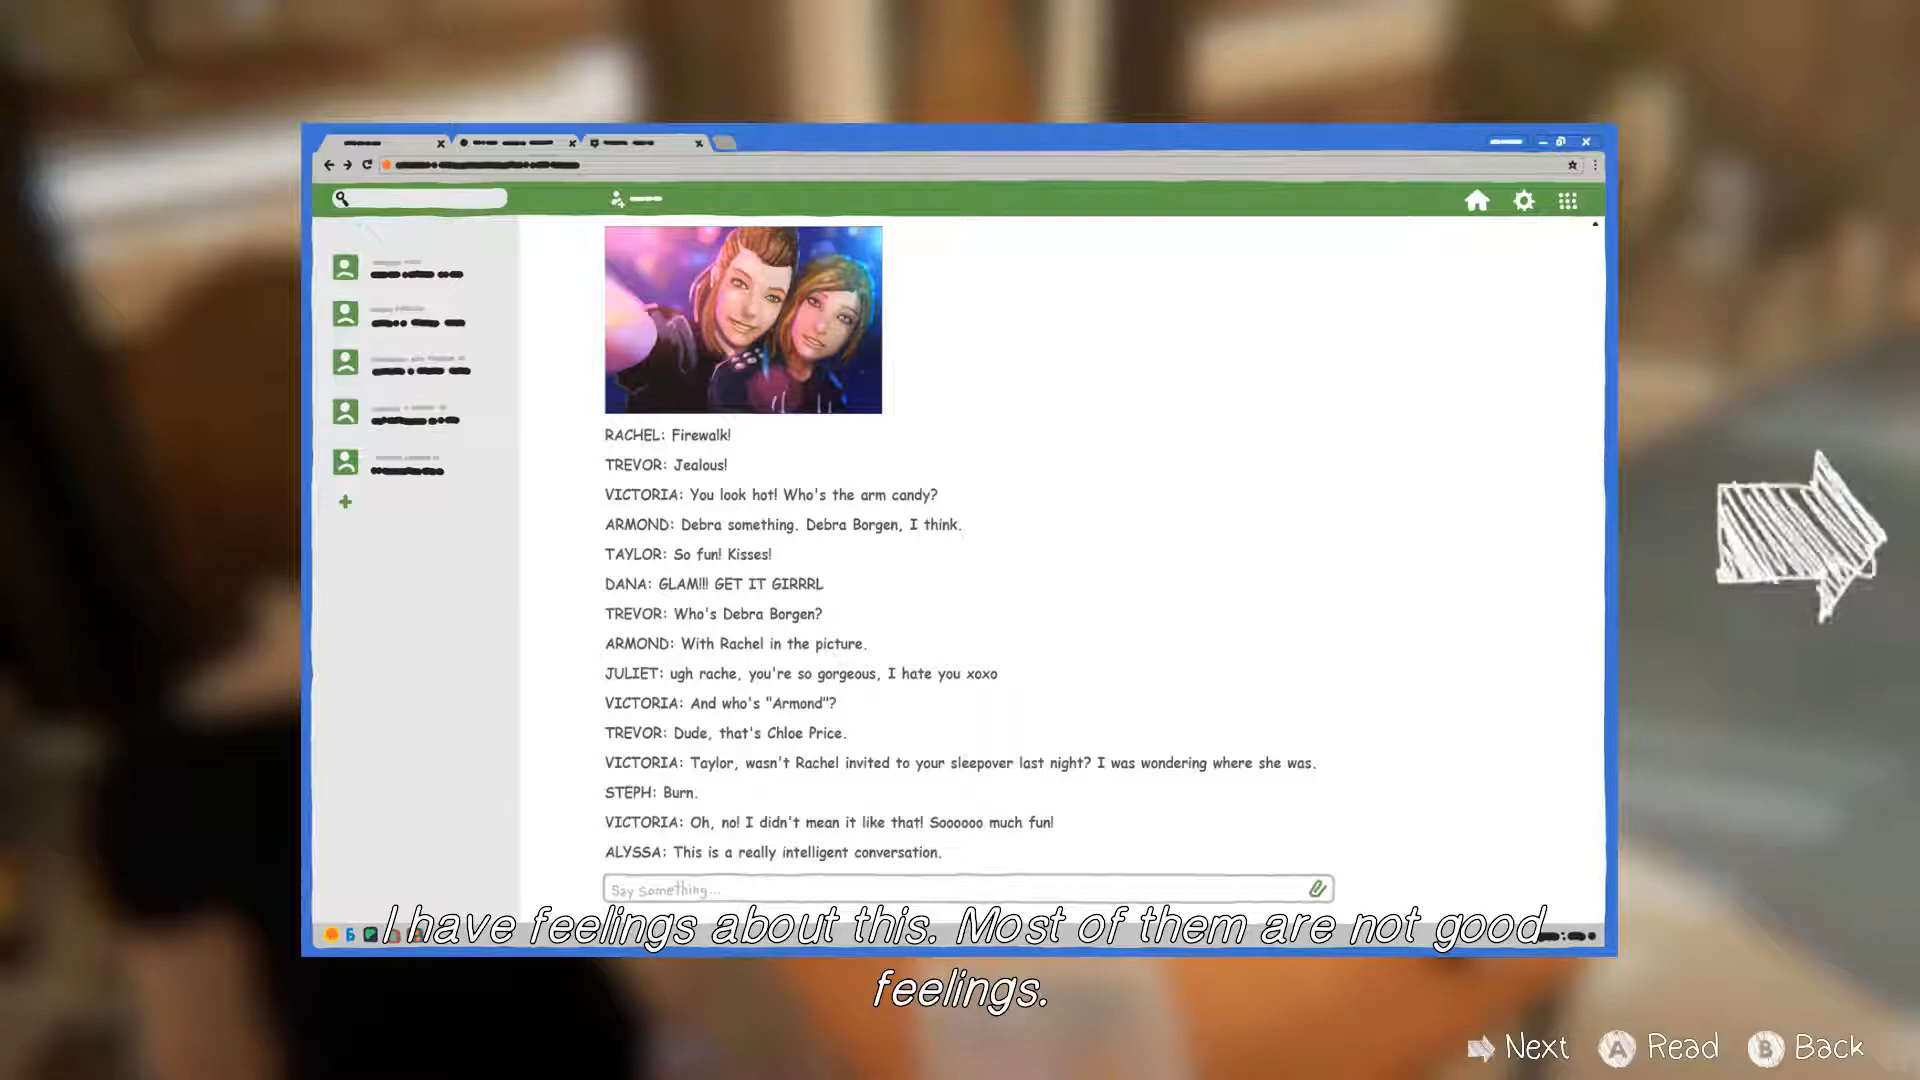 RACHEL: Firewalk!
TREVOR: Jealous!
VICTORIA: You look hot! Who's the arm candy?
ARMOND: Debra something. Debra Borgen, I think.
TAYLOR: So fun! Kisses!
DANA: GLAM!!! GET IT GIRRRL
TREVOR: Who's Debra Borgen?
ARMOND: With Rachel in the picture.
JULIET: ugh rache, you're so gorgeous, I hate you xoxo
VICTORIA: And who's "Armond"?
TREVOR: Dude, that's Chloe Price.
VICTORIA: Taylor, wasn't Rachel invited to your sleepover last night? I was wondering where she was.
STEPH: Burn.
VICTORIA: Oh, no! I didn't mean it like that! Soooooo much fun!
ALYSSA: This is a really intelligent conversation.
Say something...
I have feelings about this. Most of them are not good
feelings.
Next A Read B Back